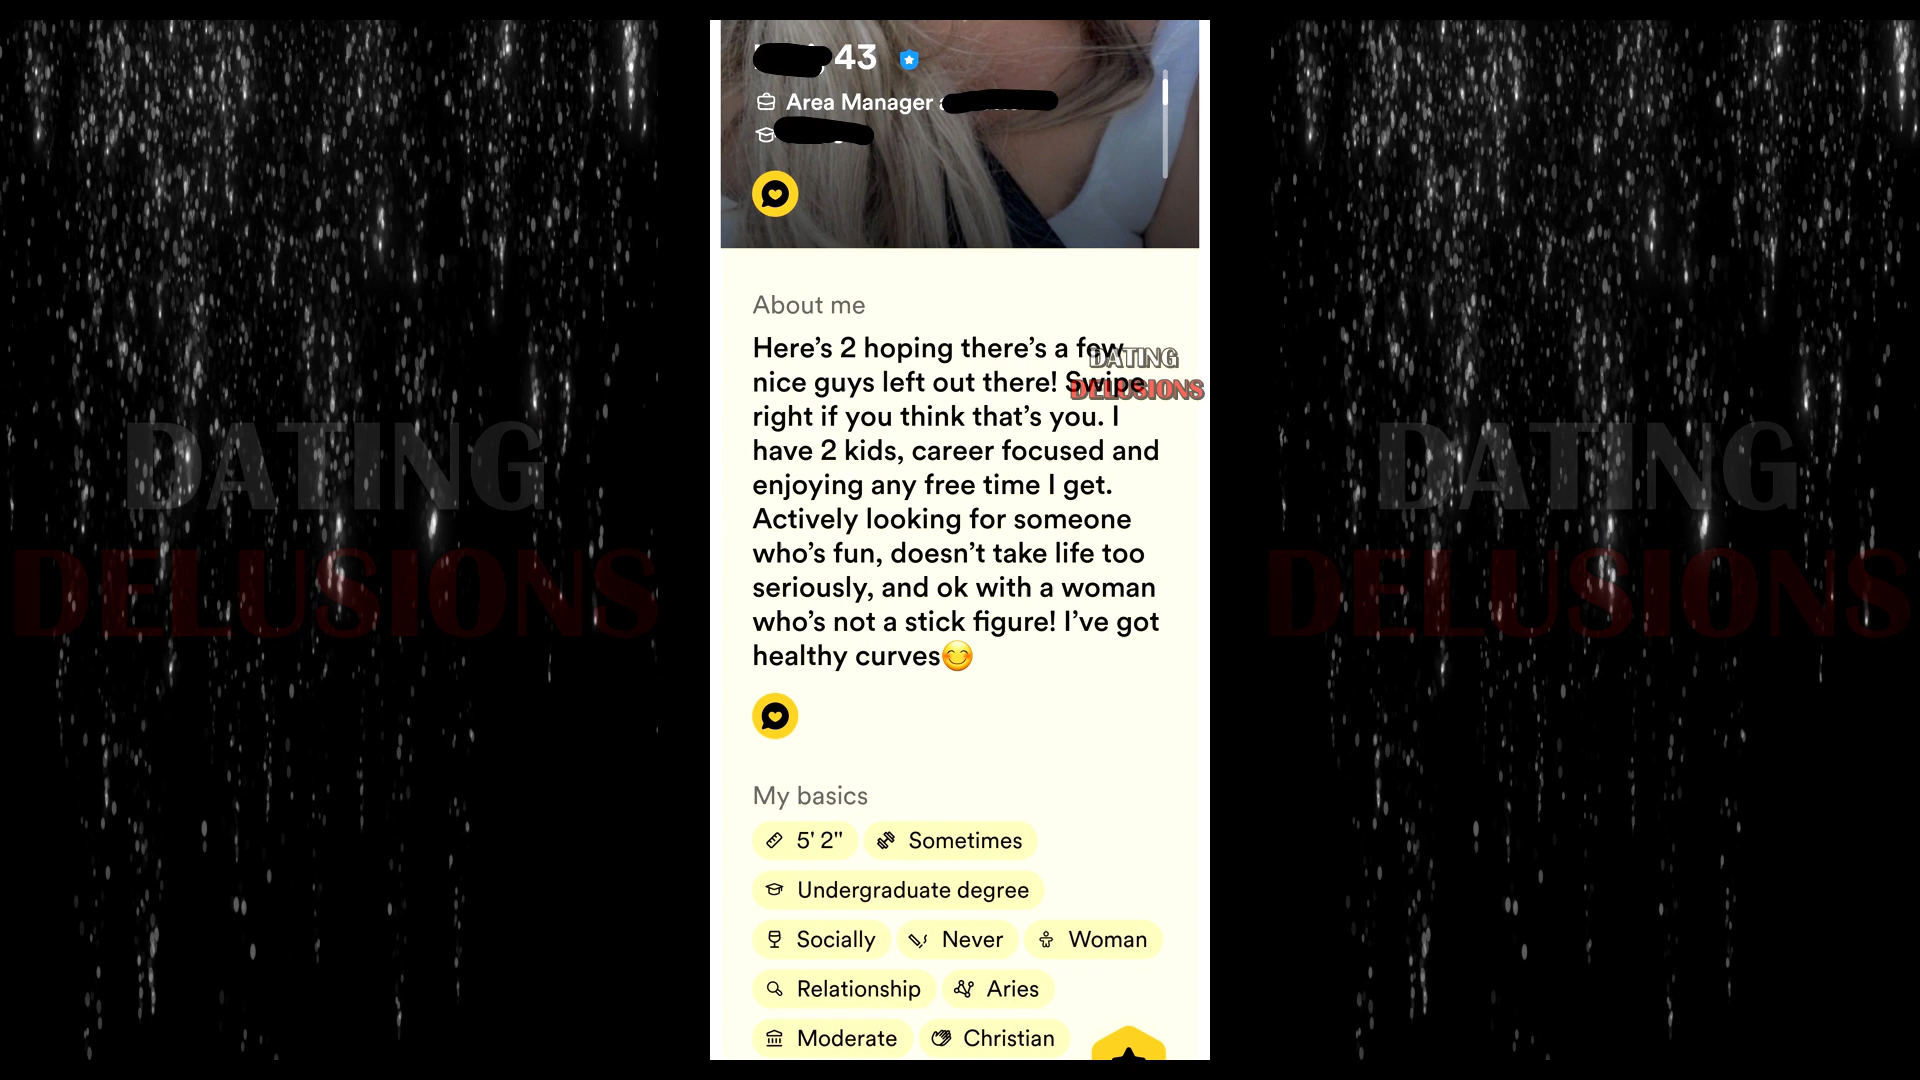 43
Area Manager
About me
Here's 2 hoping there's a few
nice guys left out there! Swipe
right if you think that's you. I
have 2 kids, career focused and
enjoying any free time I get.
Actively looking for someone
who's fun, doesn't take life too
seriously, and ok with a woman
who's not a stick figure! I've got
healthy curves😊
DATING
DELUSIONS
My basics
5' 2" Sometimes
Undergraduate degree
Socially Never Woman
Relationship Aries
Moderate Christian
DATING
DELUSIONS
DATING
DELUSIONS